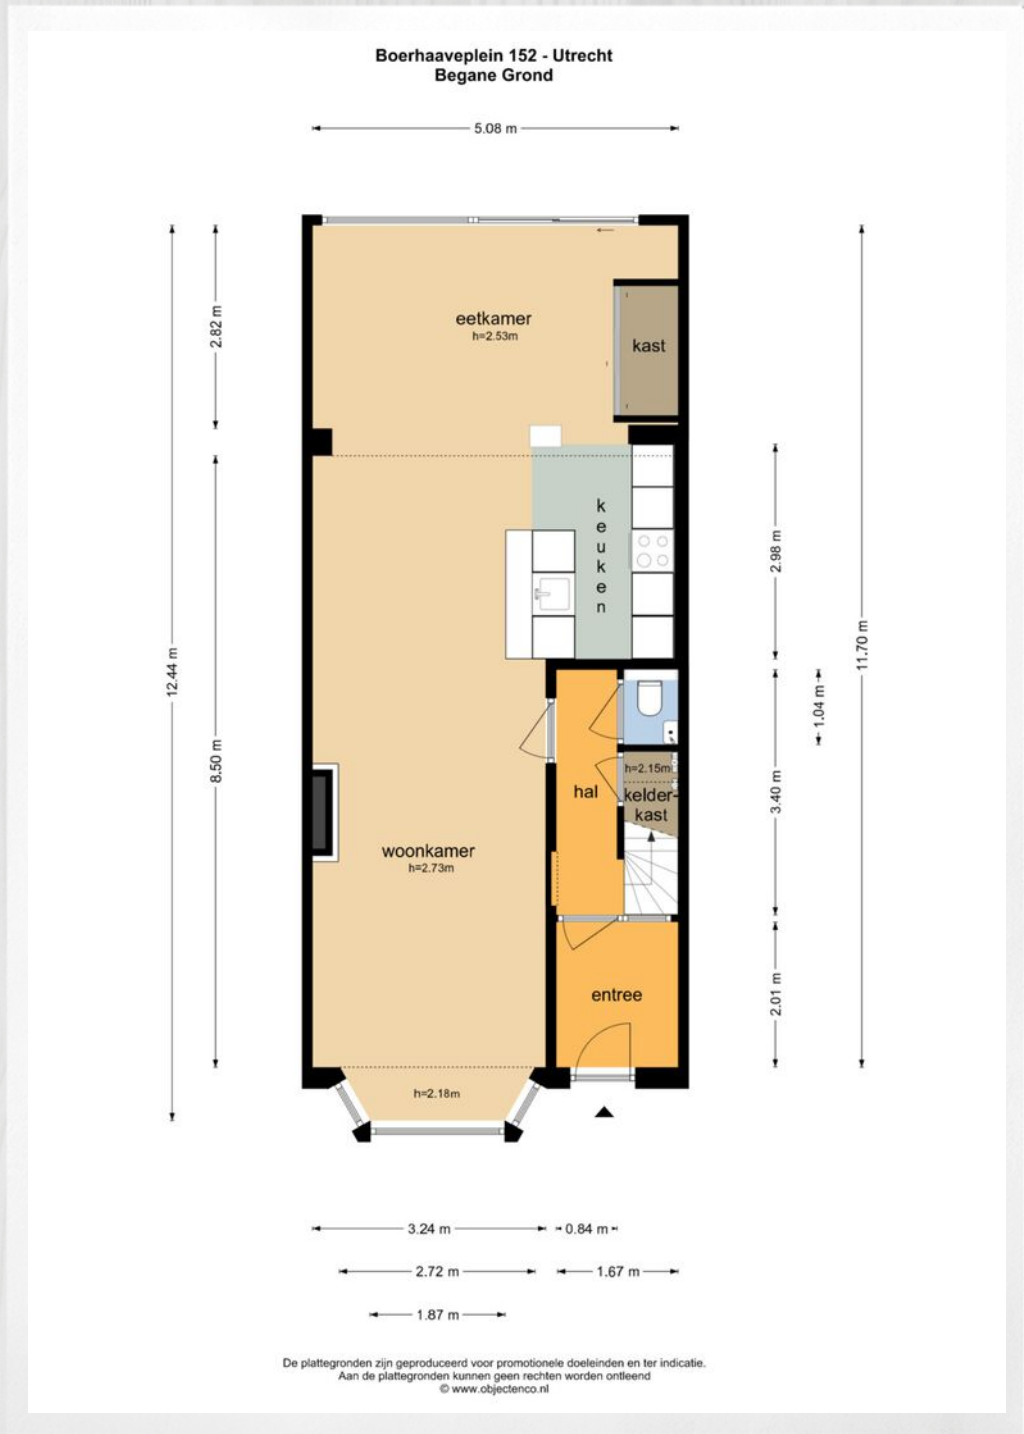 Boerhaaveplein 152 - Utrecht
Begane Grond
5.08 m
eetkamer
h=2.53m
kast
2.82 m
keuken
2.98 m
11.70 m
12.44 m
8.50 m
1.04 m
h=2.15m
kelder-
kast
hal
3.40 m
woonkamer
h=2.73m
entree
2.01 m
h=2.18m
3.24 m
0.84 m
2.72 m
1.67 m
1.87 m
De plattegronden zijn geproduceerd voor promotionele doeleinden en ter indicatie.
Aan de plattegronden kunnen geen rechten worden ontleend
© www.objectenco.nl